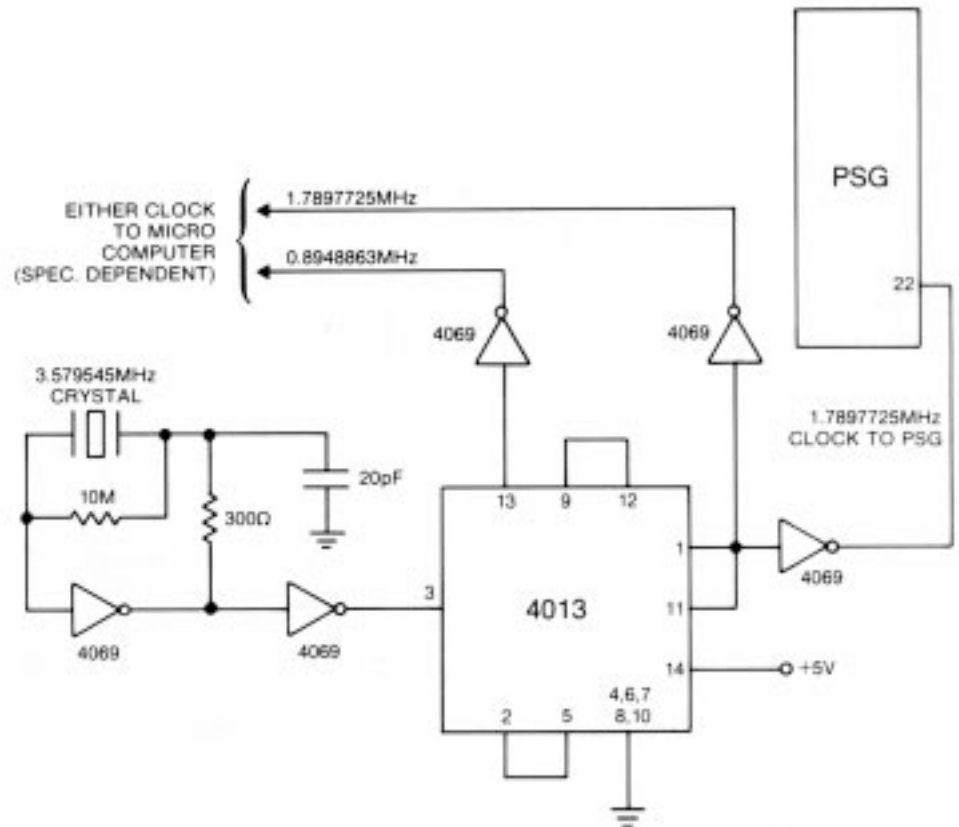 PSG
22
1.7897725MHz
CLOCK TO PSG
EITHER CLOCK
TO MICRO
COMPUTER
(SPEC. DEPENDENT)
1.7897725MHz
0.8948863MHz
4069
4069
3.579545MHz
CRYSTAL
10M
300Ω
20pF
4069
4069
3
13
9
12
4013
1
11
14
+5V
4069
2
5
4,6,7
8,10